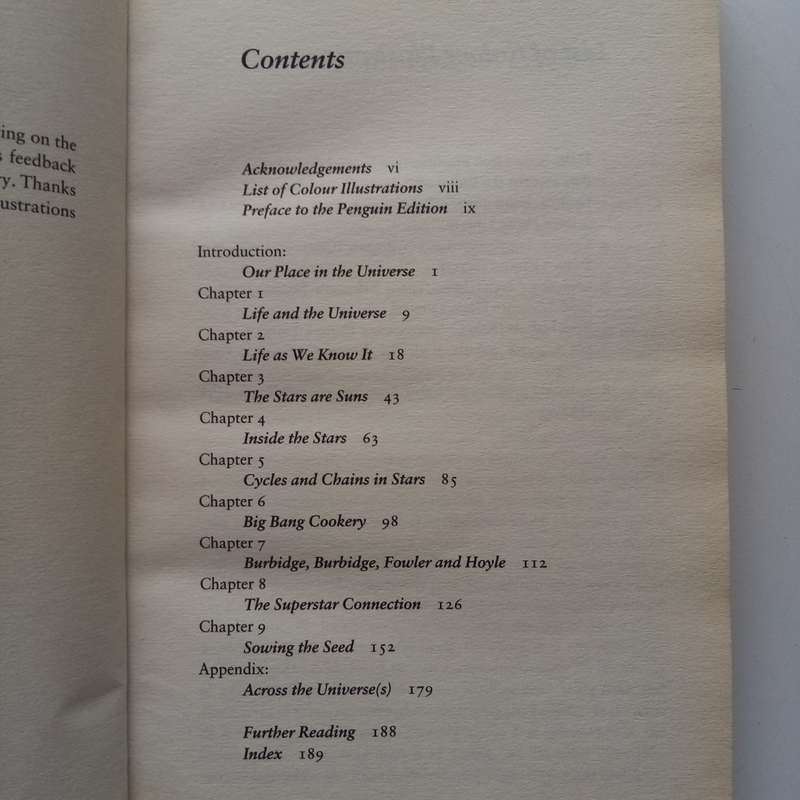 ing on the
feedback
ry. Thanks
ustrations
Contents
Acknowledgements vi
List of Colour Illustrations viii
Preface to the Penguin Edition ix
Introduction:
Our Place in the Universe 1
Chapter 1
Life and the Universe 9
Chapter 2
Life as We Know It 18
Chapter 3
The Stars are Suns 43
Chapter 4
Inside the Stars 63
Chapter 5
Cycles and Chains in Stars 85
Chapter 6
Big Bang Cookery 98
Chapter 7
Burbidge, Burbidge, Fowler and Hoyle 112
Chapter 8
The Superstar Connection 126
Chapter 9
Sowing the Seed 152
Appendix:
Across the Universe(s) 179
Further Reading 188
Index 189